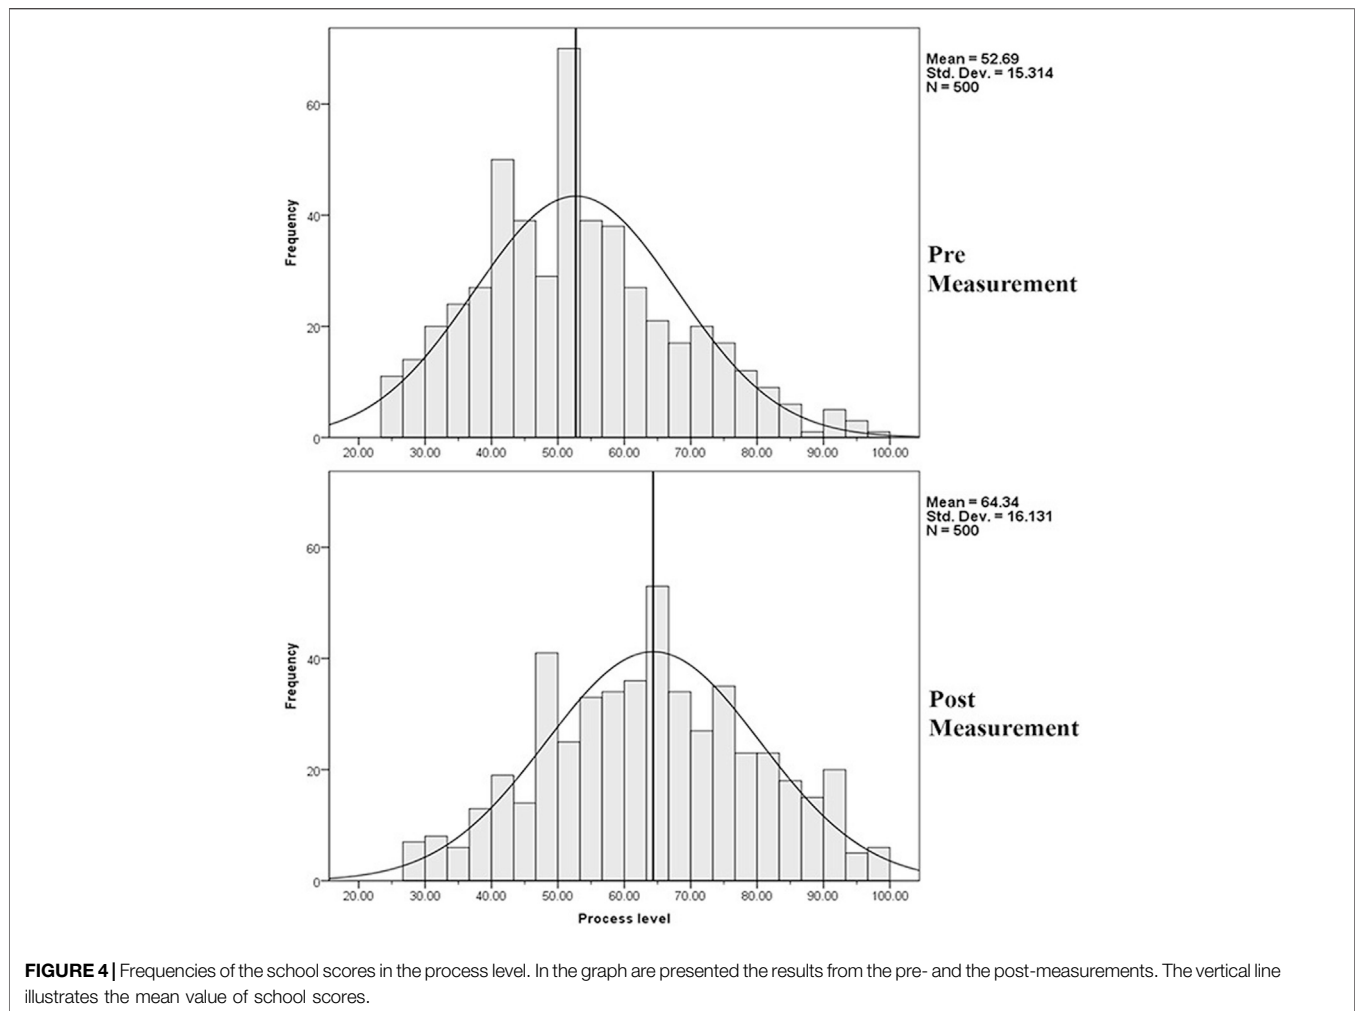 Mean = 52.69
Std. Dev. = 15.314
N = 500
60
40
20
0
Frequency
Pre
Measurement
20.00 30.00 40.00 50.00 60.00 70.00 80.00 90.00 100.00
Mean = 64.34
Std. Dev. = 16.131
N = 500
60
40
20
0
Frequency
Post
Measurement
20.00 30.00 40.00 50.00 60.00 70.00 80.00 90.00 100.00
Process level
FIGURE 4 | Frequencies of the school scores in the process level. In the graph are presented the results from the pre- and the post-measurements. The vertical line
illustrates the mean value of school scores.